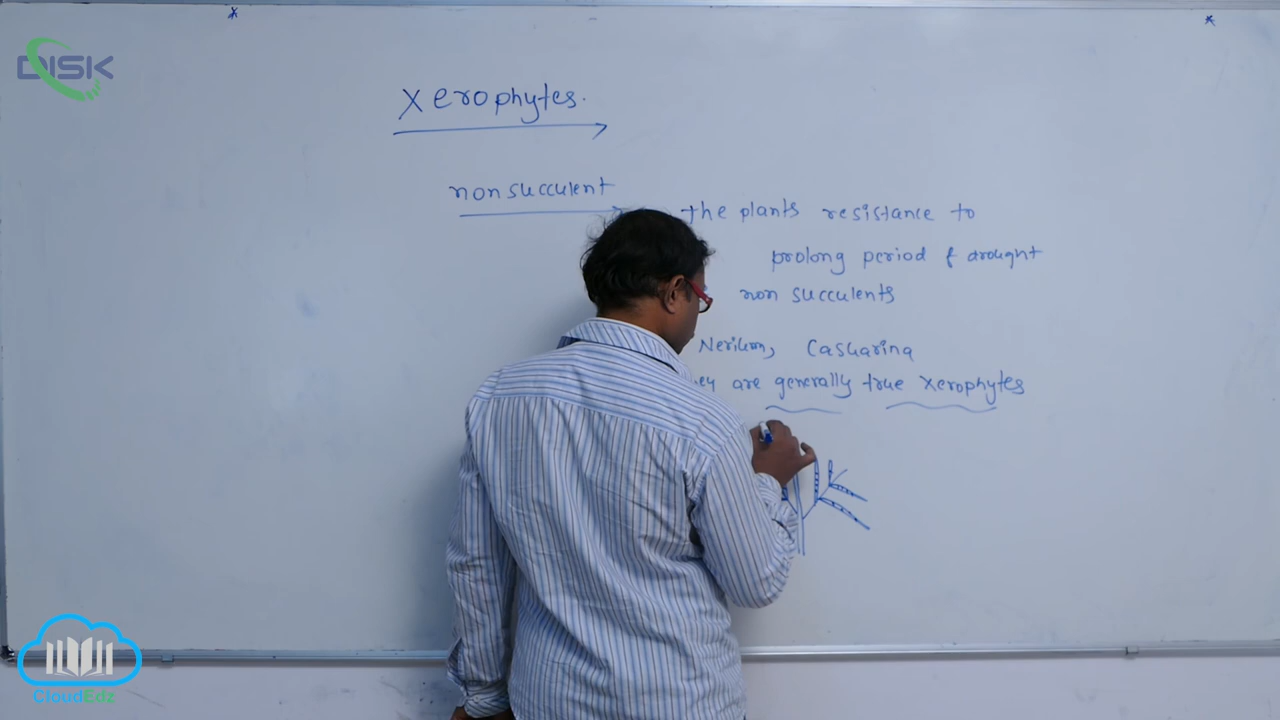 DISK
Xerophytes.
non succulent
The plants resistance to
prolong period & drought
non succulents
Nerium, Casuarina
ey are generally true xerophytes
CloudEdz